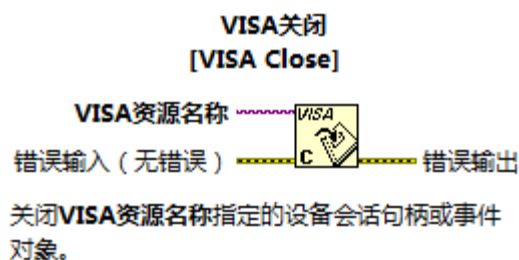 VISA关闭
[VISA Close]
VISA资源名称
VISA
C
错误输入（无错误）
错误输出
关闭VISA资源名称指定的设备会话句柄或事件
对象。